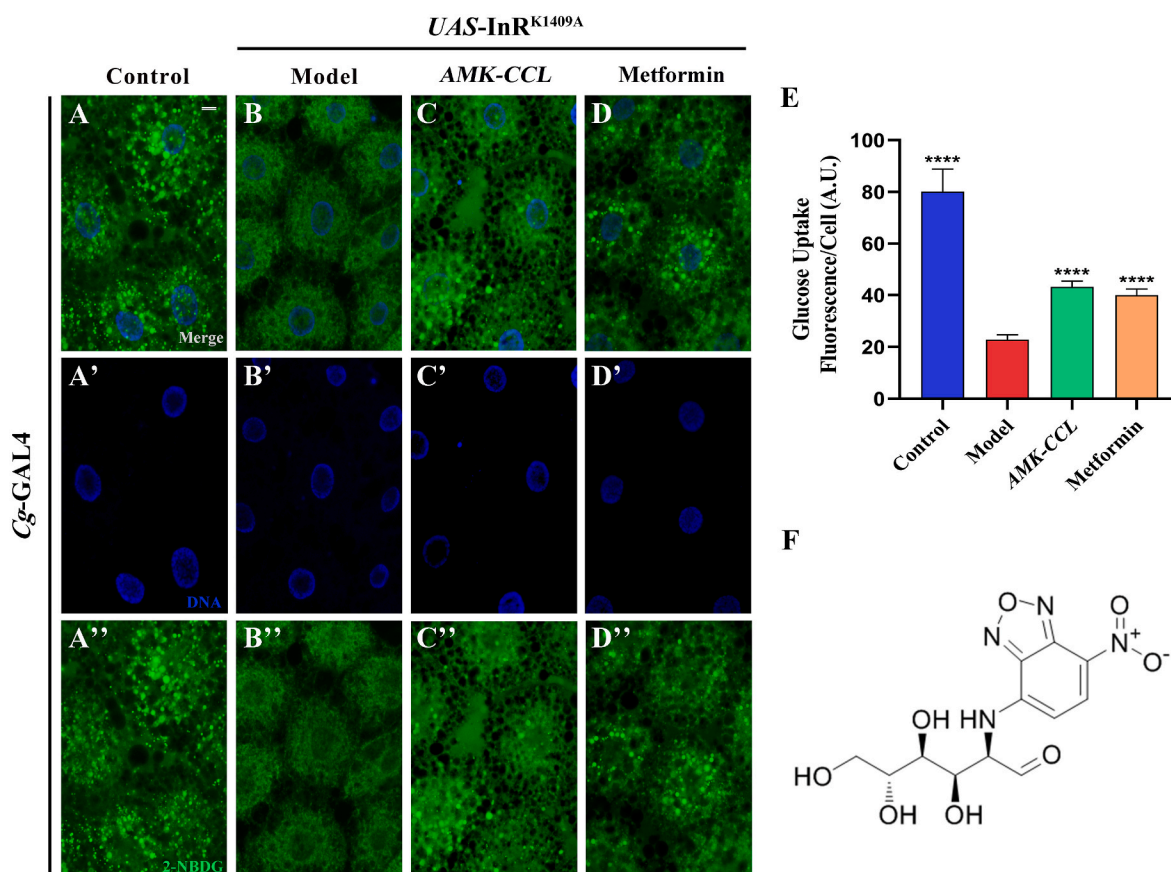 UAS-InR^K1409A
Control Model AMK-CCL Metformin
Cg-GAL4
A B C D
Merge
A' B' C' D'
DNA
A'' B'' C'' D''
2-NBDG
E
Glucose Uptake
Fluorescence/Cell (A.U.)
100
80
60
40
20
0
**** **** ****
Control Model AMK-CCL Metformin
F
O
N N
O
N+
O-
O
HN
OH OH
HO
O
OH OH